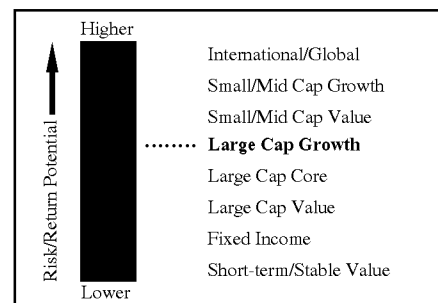 Higher
Risk/Return Potential
International/Global
Small/Mid Cap Growth
Small/Mid Cap Value
Large Cap Growth
Large Cap Core
Large Cap Value
Fixed Income
Short-term/Stable Value
Lower